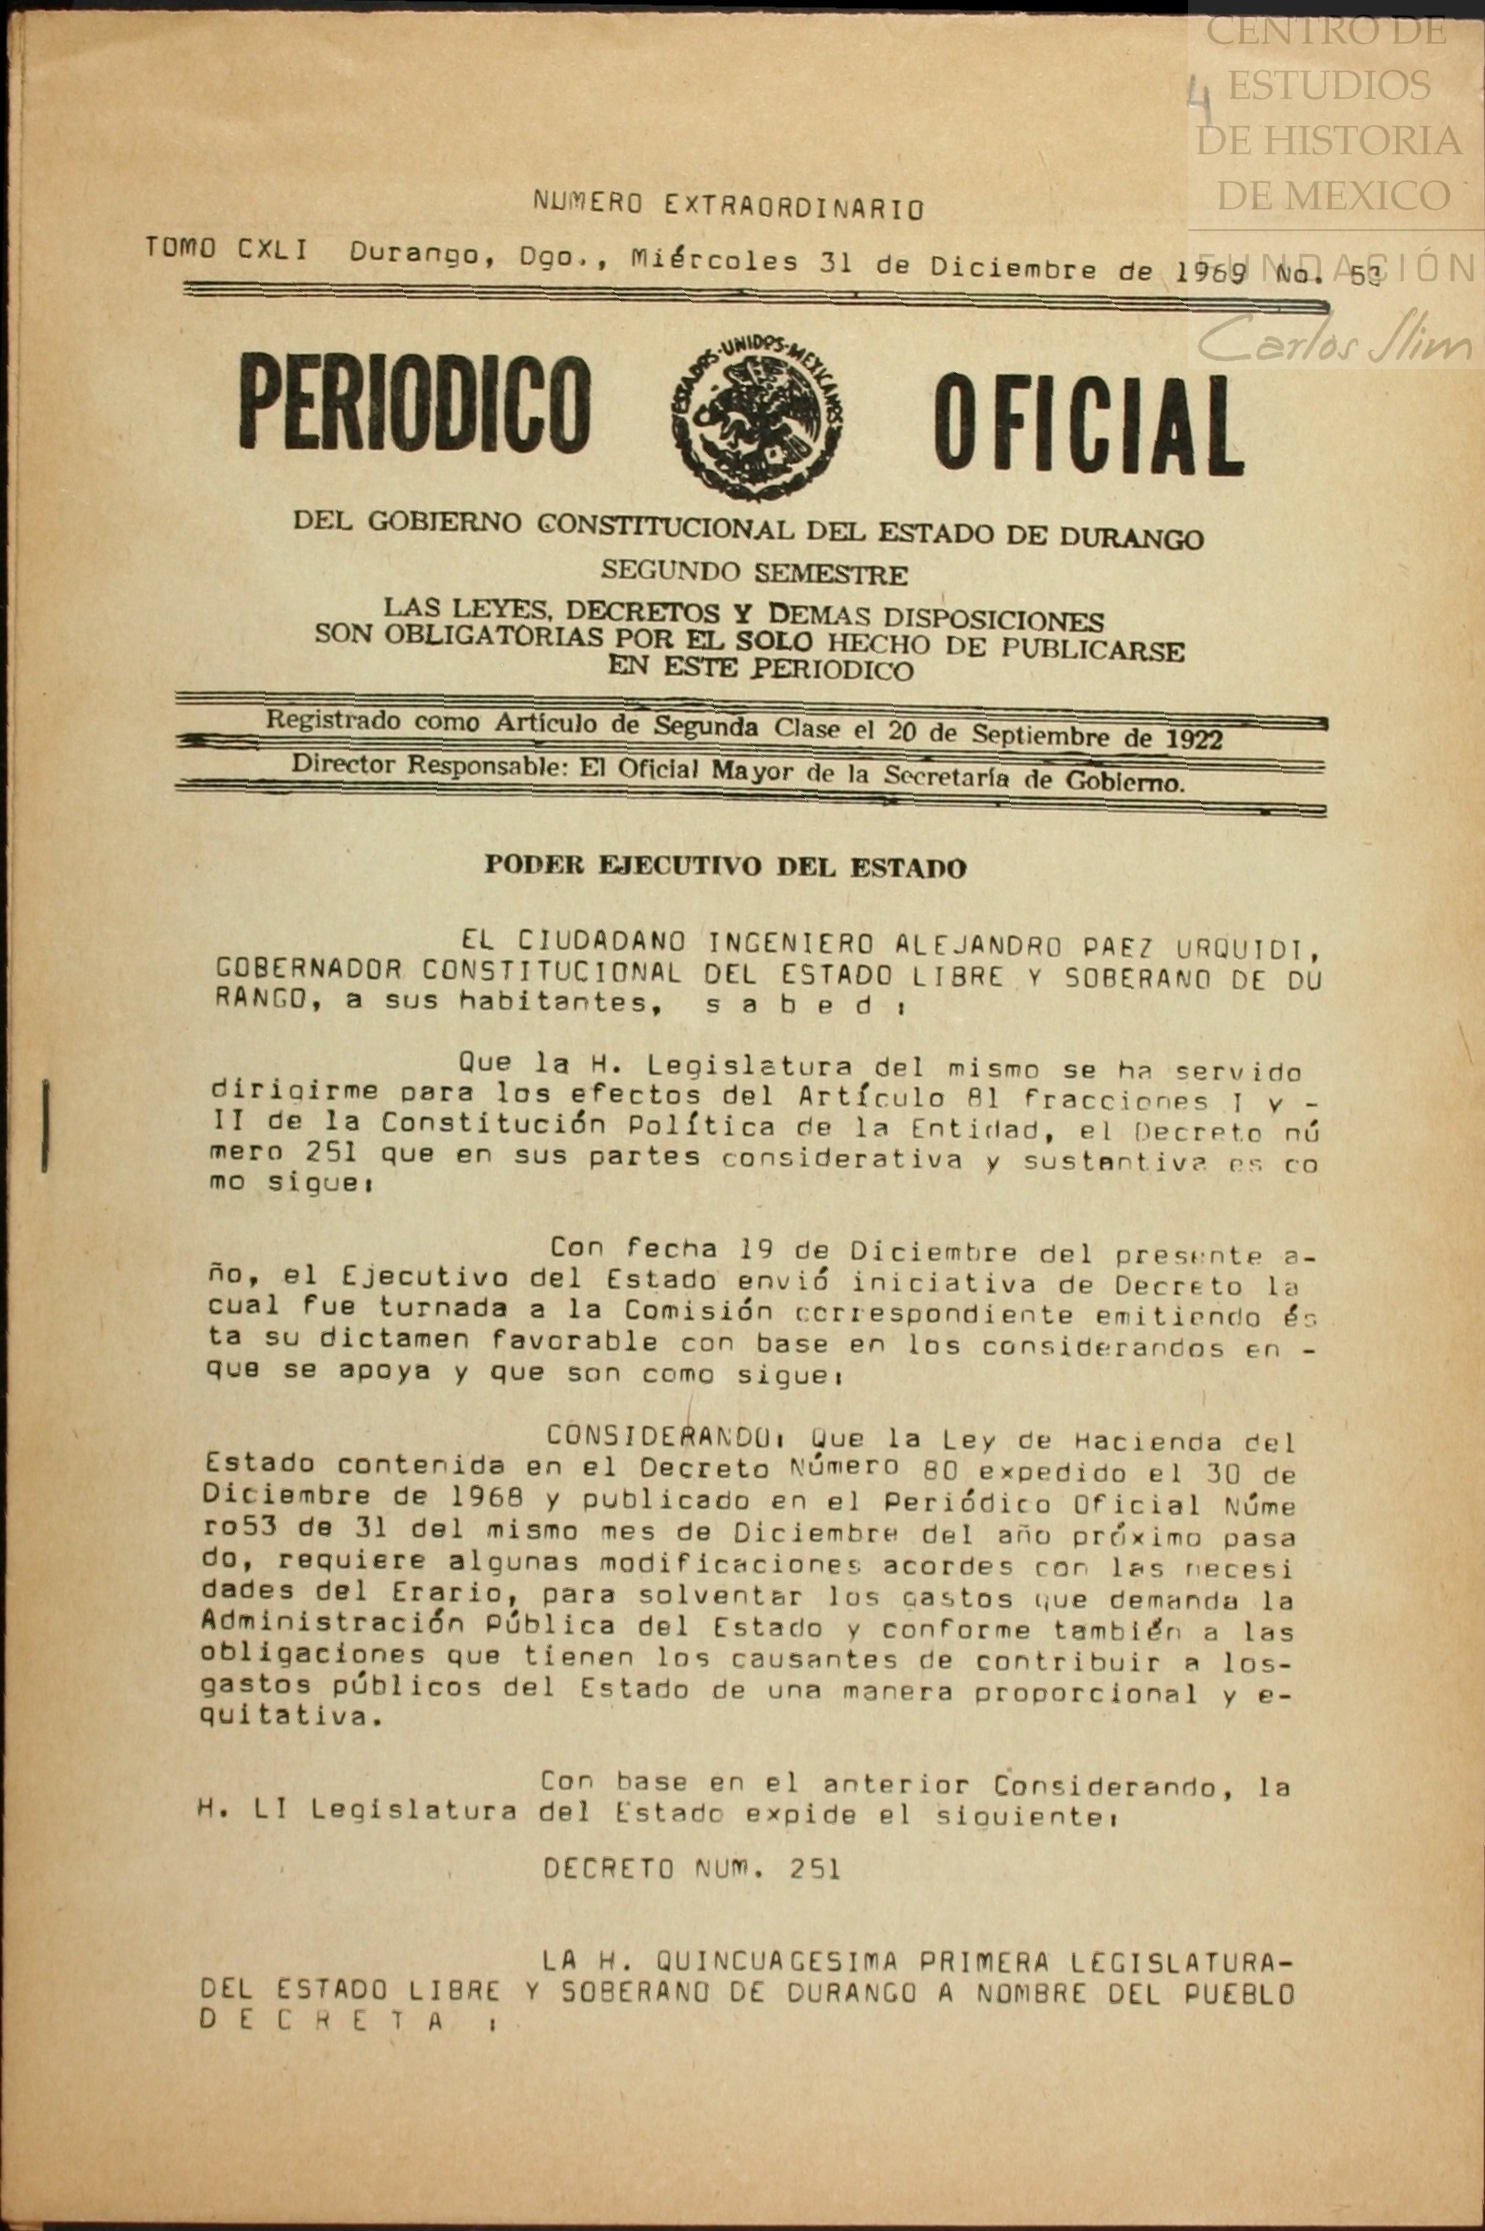 CENTRO DE
ESTUDIOS
DE HISTORIA
DE MEXICO
FUNDACIÓN
Carlos Slim
4
NUMERO EXTRAORDINARIO
TOMO CXLI Durango, Dgo., Miércoles 31 de Diciembre de 1969 No. 53
ESTADOS UNIDOS MEXICANOS
PERIODICO OFICIAL
DEL GOBIERNO CONSTITUCIONAL DEL ESTADO DE DURANGO
SEGUNDO SEMESTRE
LAS LEYES, DECRETOS Y DEMAS DISPOSICIONES
SON OBLIGATORIAS POR EL SOLO HECHO DE PUBLICARSE
EN ESTE PERIODICO
Registrado como Artículo de Segunda Clase el 20 de Septiembre de 1922
Director Responsable: El Oficial Mayor de la Secretaría de Gobierno.
PODER EJECUTIVO DEL ESTADO
EL CIUDADANO INGENIERO ALEJANDRO PAEZ URQUIDI,
GOBERNADOR CONSTITUCIONAL DEL ESTADO LIBRE Y SOBERANO DE DU
RANGO, a sus habitantes, s a b e d :
Que la H. Legislatura del mismo se ha servido
dirigirme para los efectos del Artículo 81 fracciones I y -
II de la Constitución Política de la Entidad, el Decreto nú
mero 251 que en sus partes considerativa y sustantiva es co
mo sigue:
Con fecha 19 de Diciembre del presente a-
ño, el Ejecutivo del Estado envió iniciativa de Decreto la
cual fue turnada a la Comisión correspondiente emitiendo és
ta su dictamen favorable con base en los considerandos en -
que se apoya y que son como sigue:
CONSIDERANDO: Que la Ley de Hacienda del
Estado contenida en el Decreto Número 80 expedido el 30 de
Diciembre de 1968 y publicado en el Periódico Oficial Núme
ro53 de 31 del mismo mes de Diciembre del año próximo pasa
do, requiere algunas modificaciones acordes con las necesi
dades del Erario, para solventar los gastos que demanda la
Administración Pública del Estado y conforme también a las
obligaciones que tienen los causantes de contribuir a los-
gastos públicos del Estado de una manera proporcional y e-
quitativa.
Con base en el anterior Considerando, la
H. LI Legislatura del Estado expide el siguiente:
DECRETO NUM. 251
LA H. QUINCUAGESIMA PRIMERA LEGISLATURA-
DEL ESTADO LIBRE Y SOBERANO DE DURANGO A NOMBRE DEL PUEBLO
D E C R E T A :